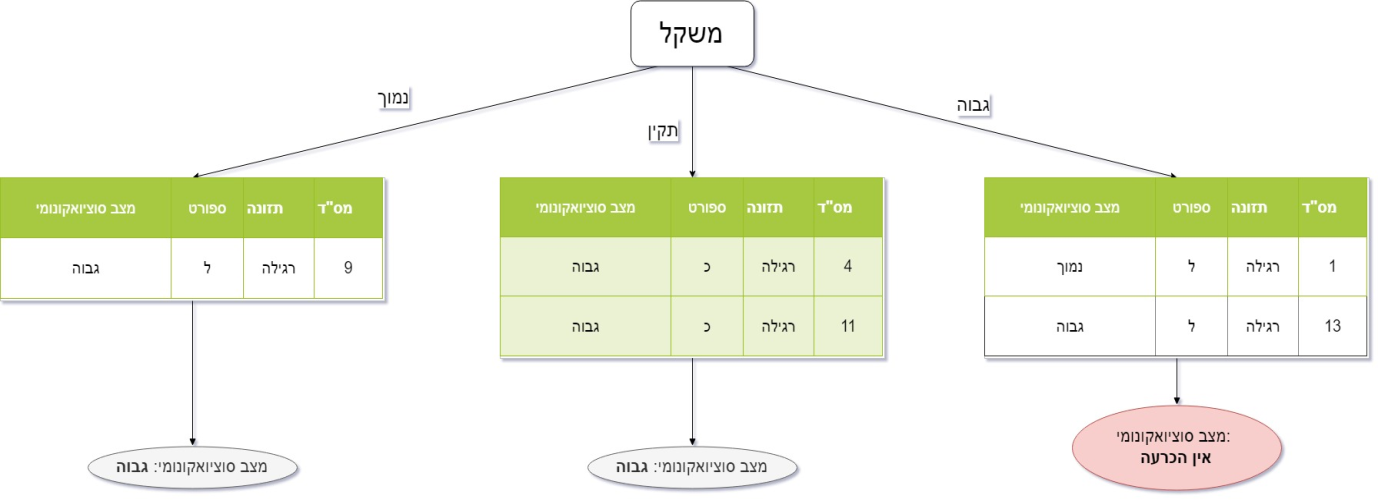 משקל
גבוה
תקין
נמוך
מס"ד תזונה ספורט מצב סוציואקונומי
1 רגילה ל נמוך
13 רגילה ל גבוה
מצב סוציואקונומי:
אין הכרעה
מס"ד תזונה ספורט מצב סוציואקונומי
4 רגילה כ גבוה
11 רגילה כ גבוה
מצב סוציואקונומי: גבוה
מס"ד תזונה ספורט מצב סוציואקונומי
9 רגילה ל גבוה
מצב סוציואקונומי: גבוה